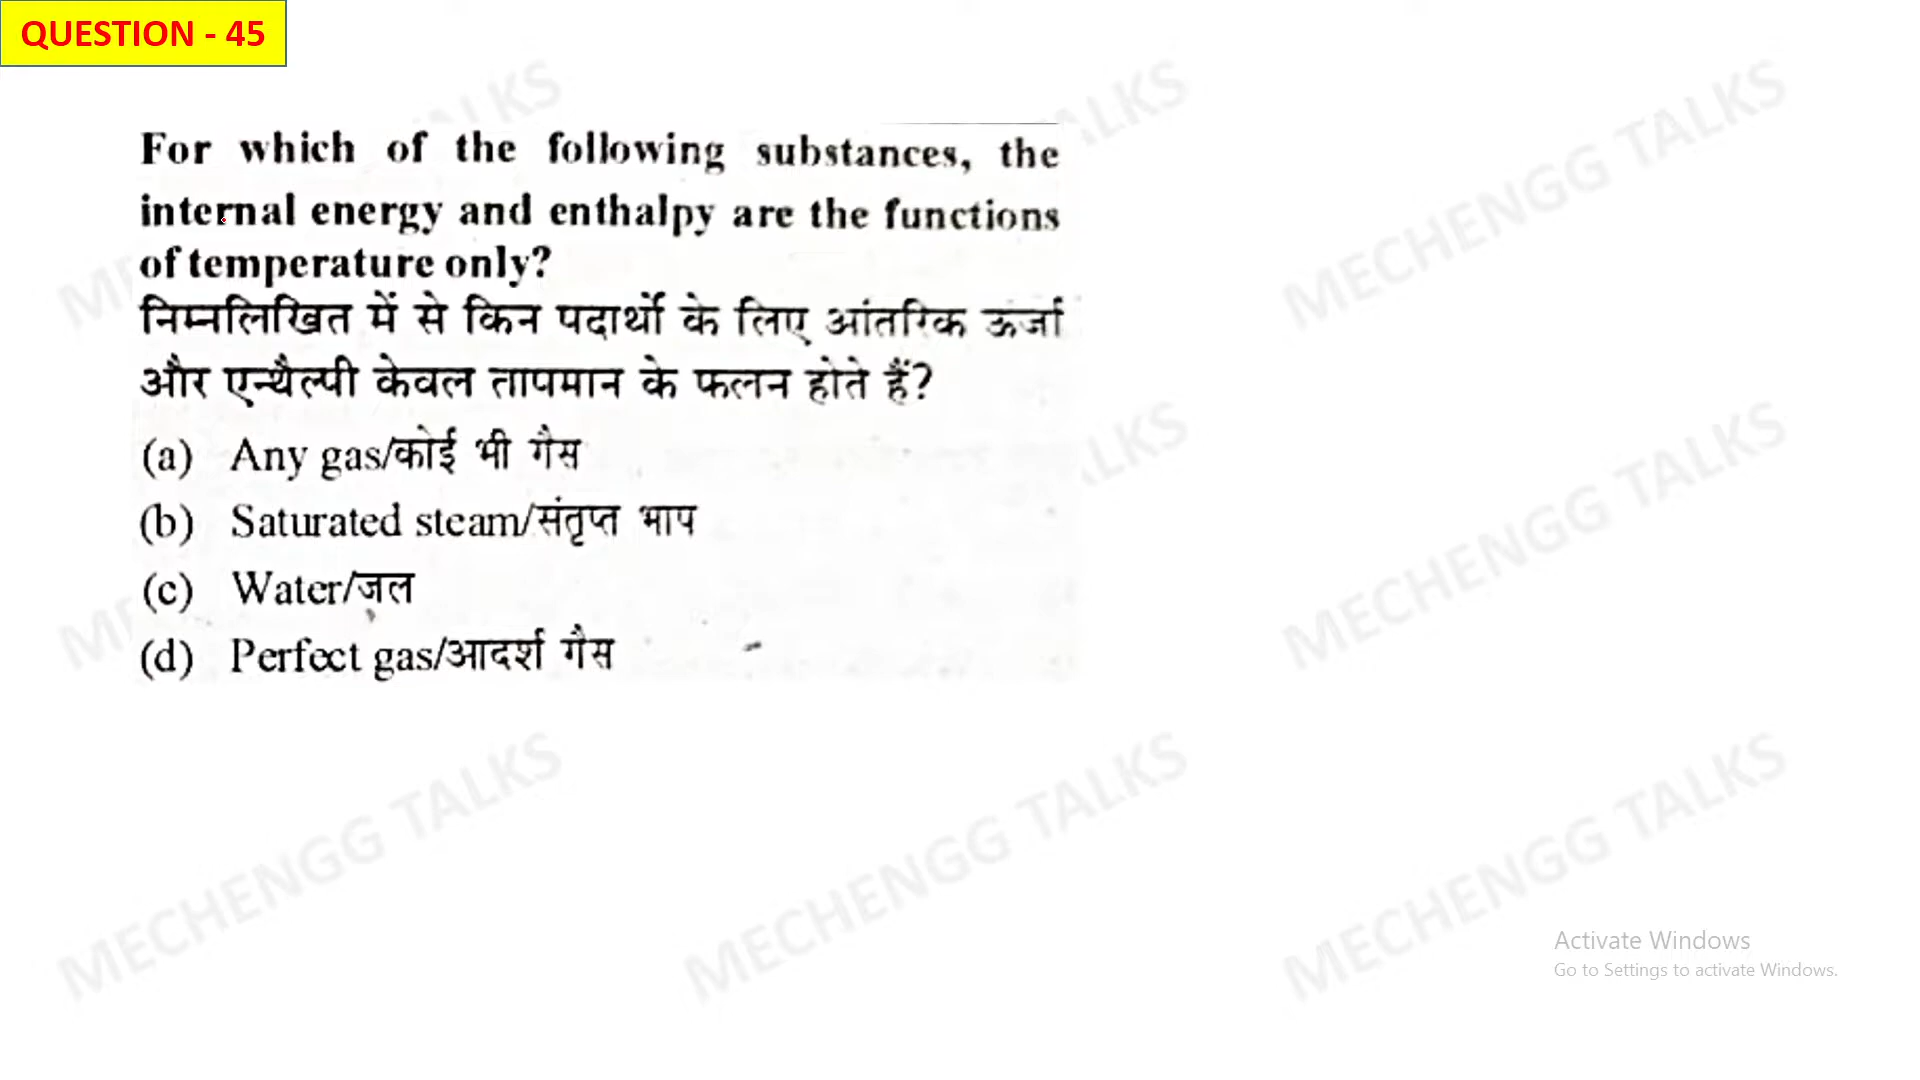 QUESTION - 45
For which of the following substances, the
internal energy and enthalpy are the functions
of temperature only?
निम्नलिखित में से किन पदार्थों के लिए आंतरिक ऊर्जा
और एन्थैल्पी केवल तापमान के फलन होते हैं?
(a) Any gas/कोई भी गैस
(b) Saturated steam/संतृप्त भाप
(c) Water/जल
(d) Perfect gas/आदर्श गैस
MECHENGG TALKS
MECHENGG TALKS
MECHENGG TALKS
MECHENGG TALKS
MECHENGG TALKS
Activate Windows
Go to Settings to activate Windows.